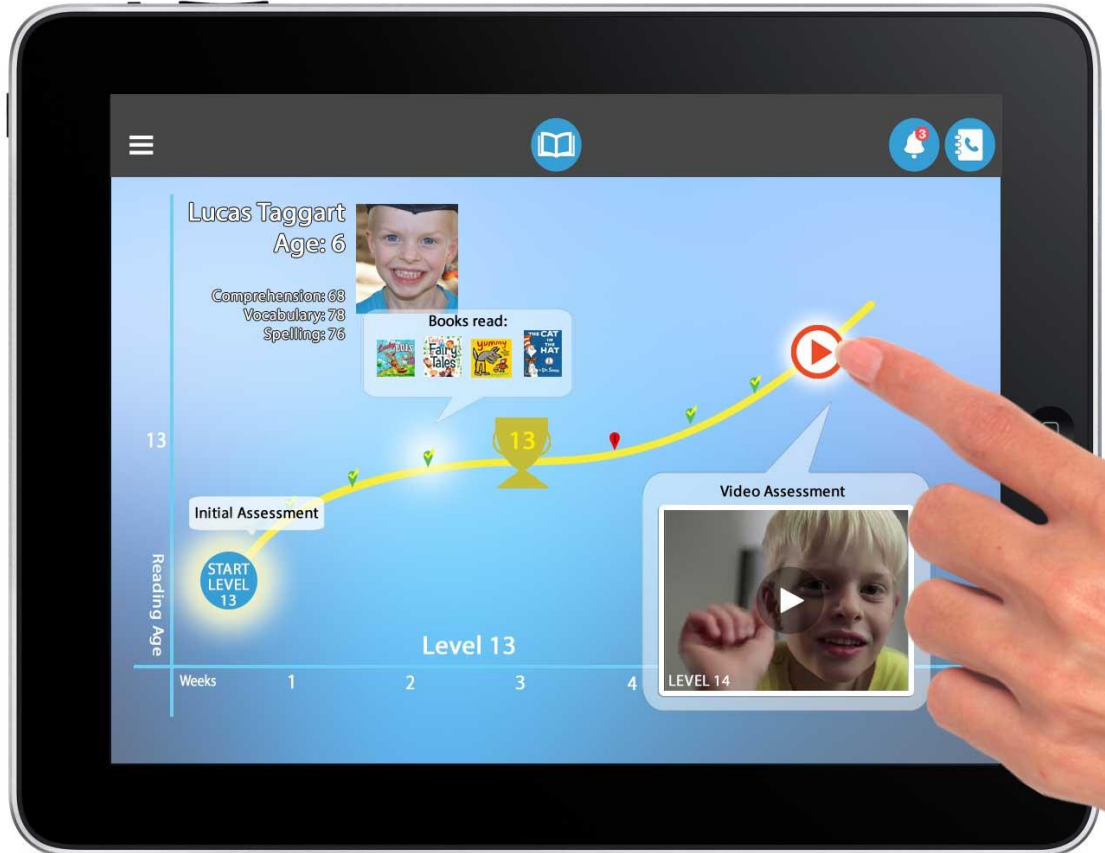 3
Lucas Taggart
Age: 6
Comprehension: 68
Vocabulary: 78
Spelling: 76
Books read:
Fairy
Tales
yummy
THE CAT
IN
THE
HAT
13
13
Initial Assessment
START
LEVEL
13
Video Assessment
LEVEL 14
Reading Age
Level 13
Weeks 1 2 3 4